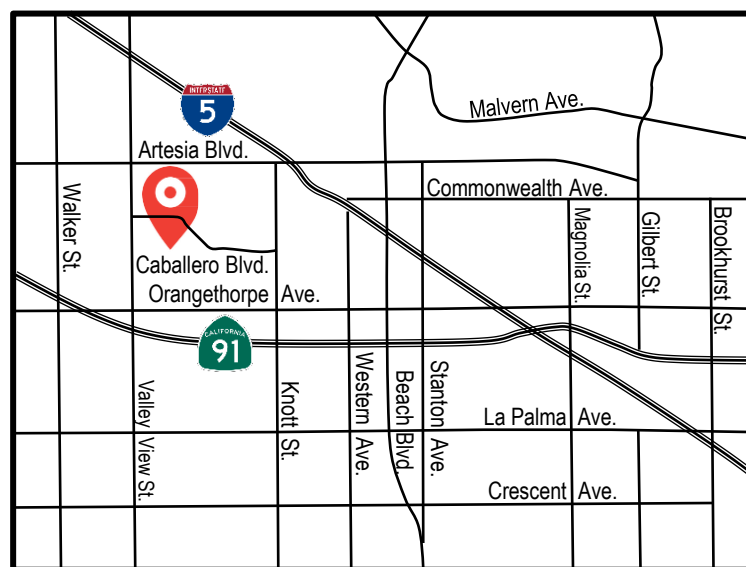 Malvern Ave.
INTERSTATE
5
Artesia Blvd.
Commonwealth Ave.
Walker St.
Magnolia St.
Gilbert St.
Brookhurst St.
Caballero Blvd.
Orangethorpe Ave.
CALIFORNIA
91
Valley View St.
Knott St.
Western Ave.
Beach Blvd.
Stanton Ave.
La Palma Ave.
Crescent Ave.